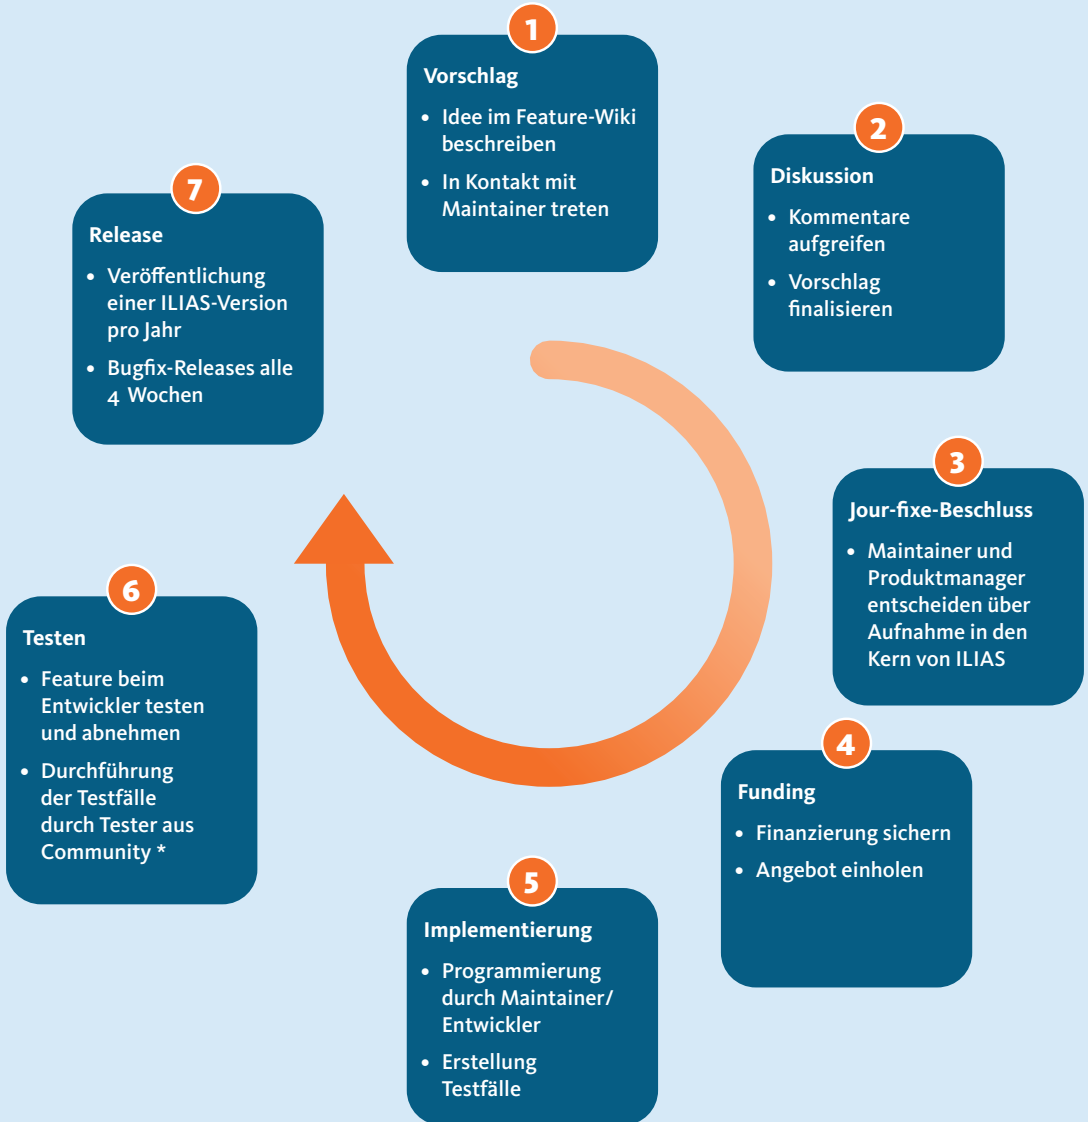 1
Vorschlag
• Idee im Feature-Wiki
beschreiben
• In Kontakt mit
Maintainer treten
2
Diskussion
• Kommentare
aufgreifen
• Vorschlag
finalisieren
3
Jour-fixe-Beschluss
• Maintainer und
Produktmanager
entscheiden über
Aufnahme in den
Kern von ILIAS
4
Funding
• Finanzierung sichern
• Angebot einholen
5
Implementierung
• Programmierung
durch Maintainer/
Entwickler
• Erstellung
Testfälle
6
Testen
• Feature beim
Entwickler testen
und abnehmen
• Durchführung
der Testfälle
durch Tester aus
Community *
7
Release
• Veröffentlichung
einer ILIAS-Version
pro Jahr
• Bugfix-Releases alle
4 Wochen